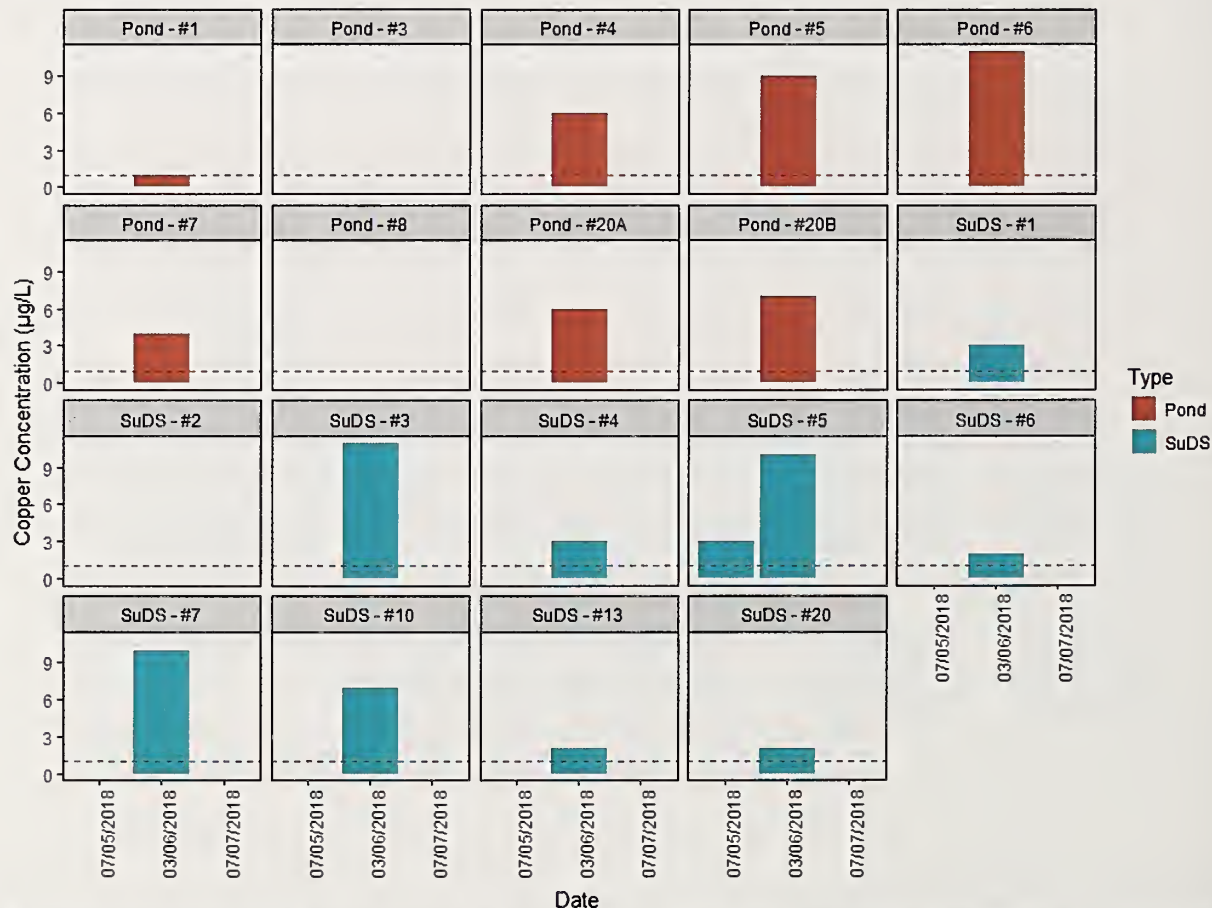 Pond - #1 Pond - #3 Pond - #4 Pond - #5 Pond - #6
9
6
3
0
Pond - #7 Pond - #8 Pond - #20A Pond - #20B SuDS - #1
9
6
3
0
SuDS - #2 SuDS - #3 SuDS - #4 SuDS - #5 SuDS - #6
9
6
3
0
SuDS - #7 SuDS - #10 SuDS - #13 SuDS - #20
9
6
3
0
Copper Concentration (µg/L)
07/05/2018 03/06/2018 07/07/2018
07/05/2018 03/06/2018 07/07/2018 07/05/2018 03/06/2018 07/07/2018 07/05/2018 03/06/2018 07/07/2018 07/05/2018 03/06/2018 07/07/2018
Date
Type
Pond
SuDS